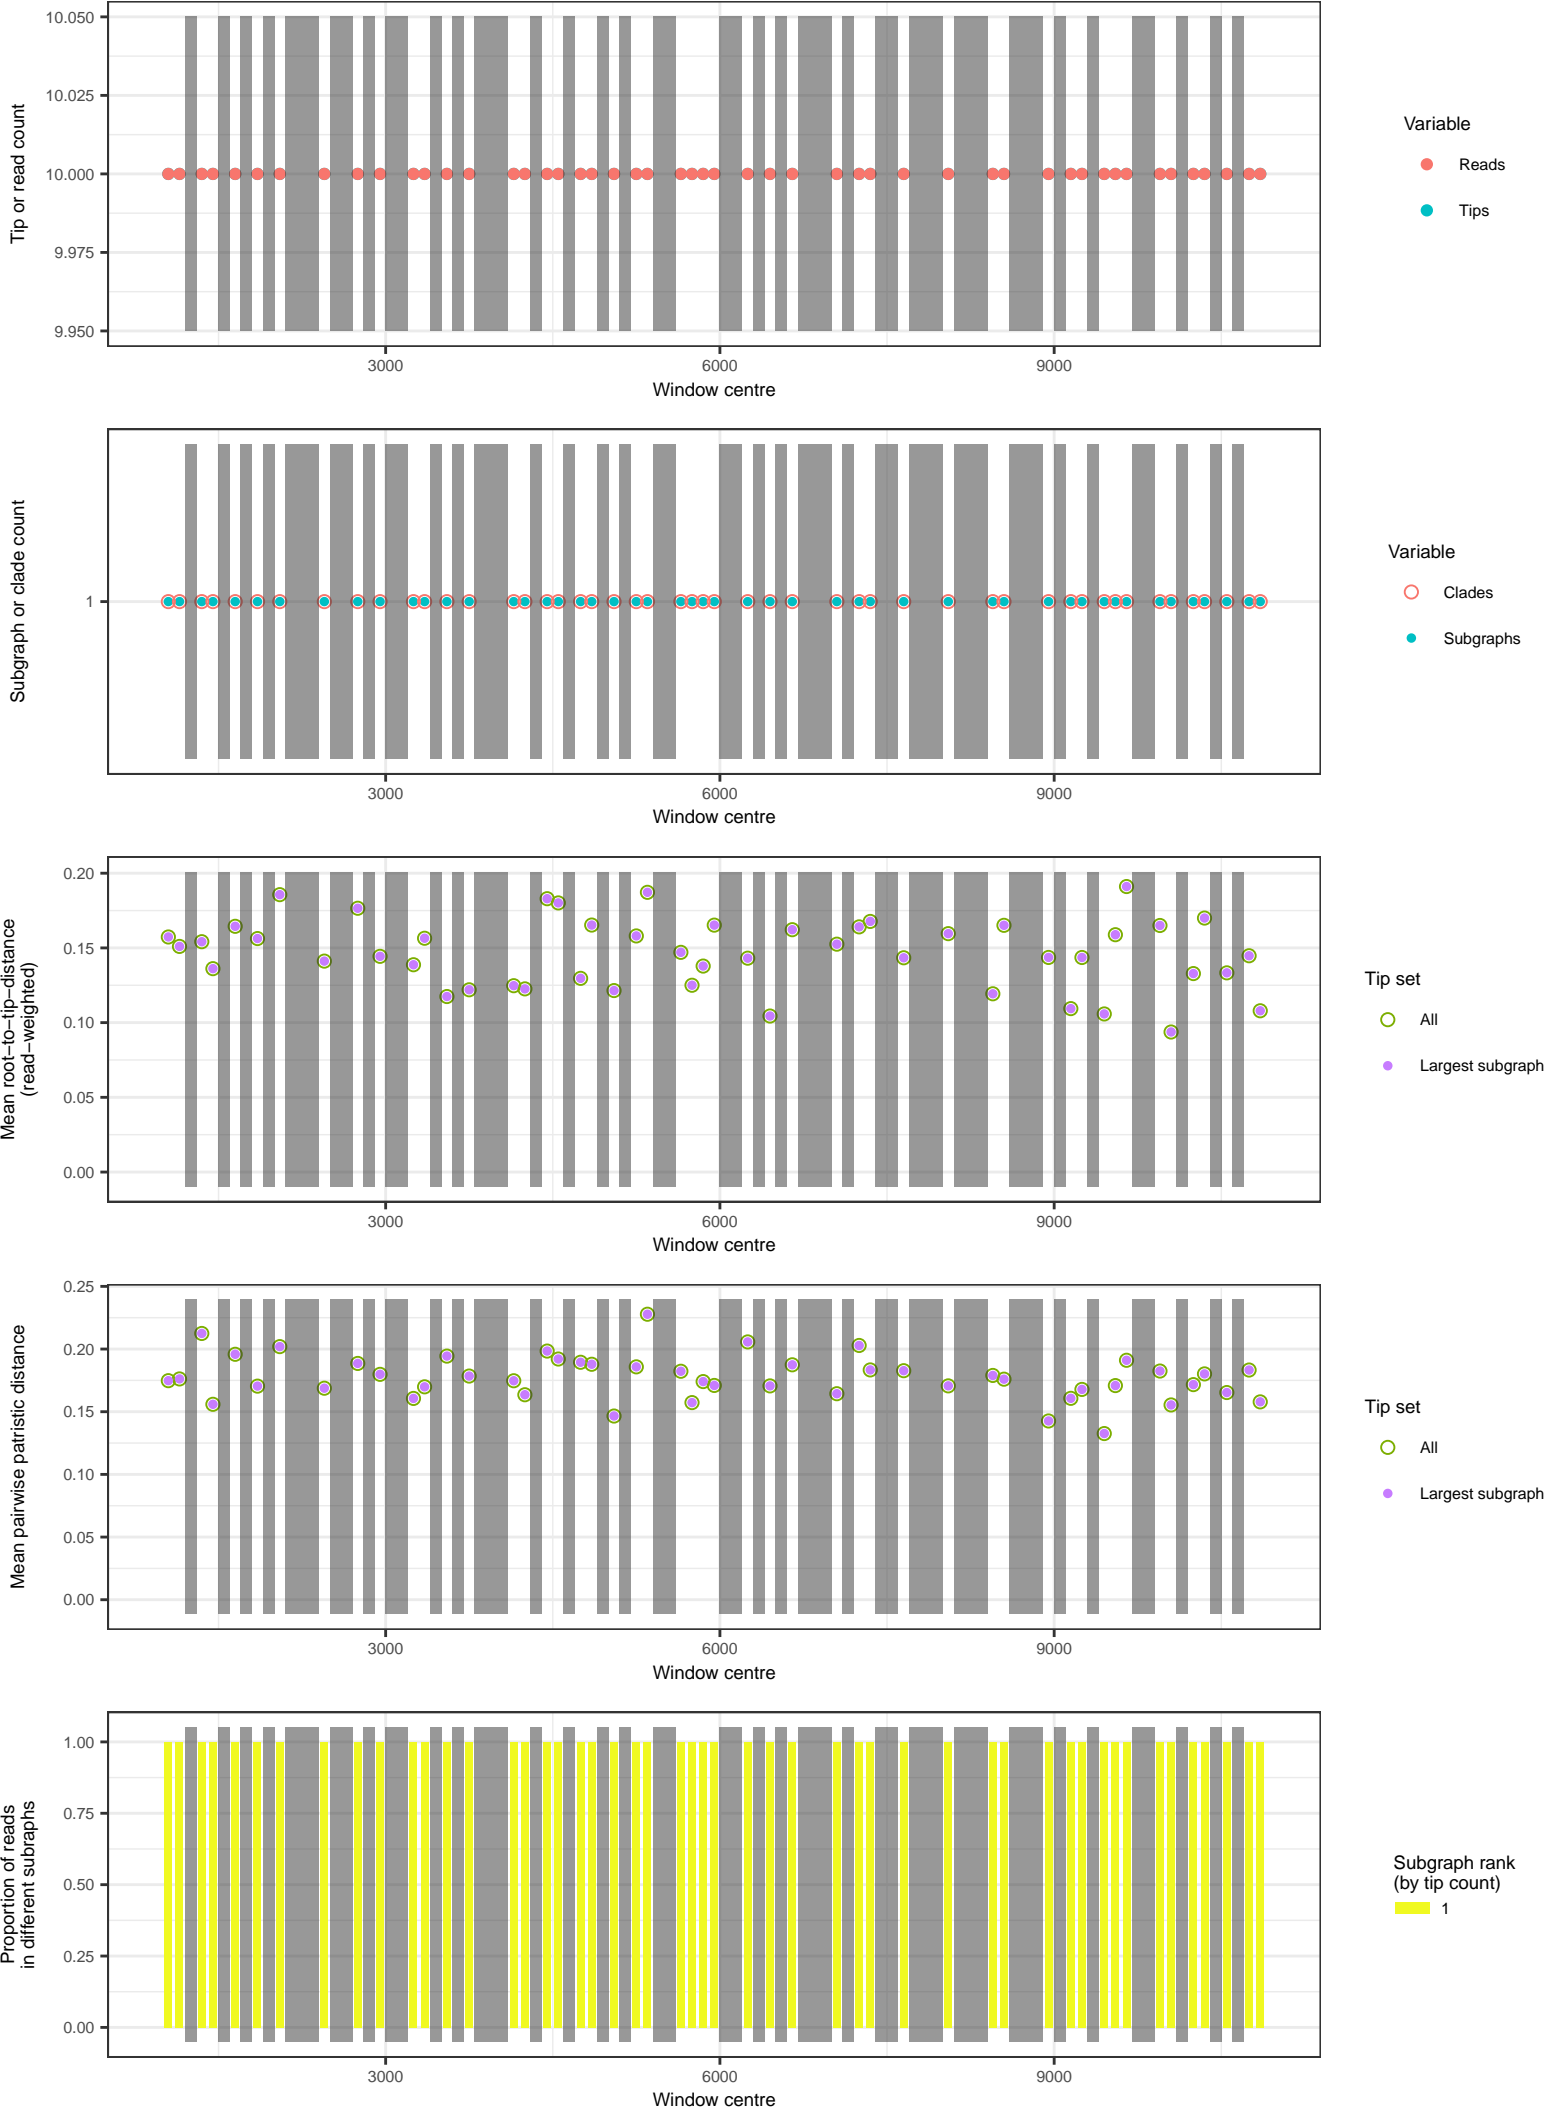 10.050
10.025
10.000
9.975
9.950
Tip or read count
3000
6000
9000
Window centre
Variable
Reads
Tips
1
Subgraph or clade count
3000
6000
9000
Window centre
Variable
Clades
Subgraphs
0.20
0.15
0.10
0.05
0.00
Mean root−to−tip−distance
(read−weighted)
3000
6000
9000
Window centre
Tip set
All
Largest subgraph
0.25
0.20
0.15
0.10
0.05
0.00
Mean pairwise patristic distance
3000
6000
9000
Window centre
Tip set
All
Largest subgraph
1.00
0.75
0.50
0.25
0.00
Proportion of reads
in different subraphs
3000
6000
9000
Window centre
Subgraph rank
(by tip count)
1